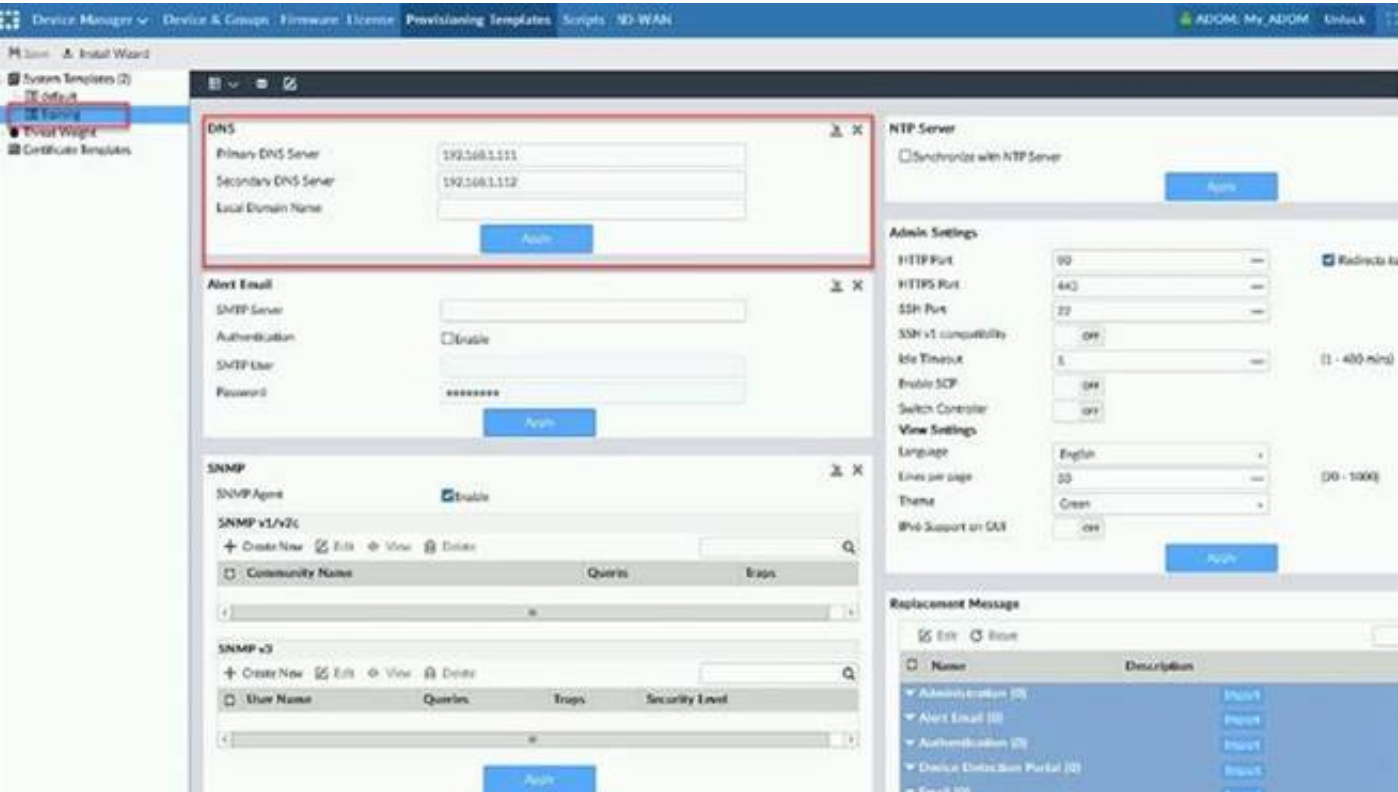 Device Manager Device & Groups Firmware License Provisioning Templates Scripts SD-WAN ADOM: My_ADOM Unlock
Save Install Wizard
System Templates (2)
default
Training
Threat Weight
Certificate Templates
DNS
Primary DNS Server 192.168.1.111
Secondary DNS Server 192.168.1.112
Local Domain Name
Apply
Alert Email
SMTP Server
Authentication Enable
SMTP User
Password ••••••••
Apply
SNMP
SNMP Agent Enable
SNMP v1/v2c
Create New Edit View Delete
Community Name Queries Traps
SNMP v3
Create New Edit View Delete
User Name Queries Traps Security Level
Apply
NTP Server
Synchronize with NTP Server
Apply
Admin Settings
HTTP Port Redirects to
HTTPS Port 443
SSH Port 22
SSH v1 compatibility OFF
Idle Timeout 5 (1 - 480 mins)
Enable SCP OFF
Switch Controller OFF
View Settings
Language English
Lines per page (20 - 1000)
Theme Green
IPv6 Support on GUI OFF
Apply
Replacement Message
Edit Reset
Name Description
Administration (0) Import
Alert Email (0) Import
Authentication (0) Import
Device Detection Portal (0) Import
Email (0)